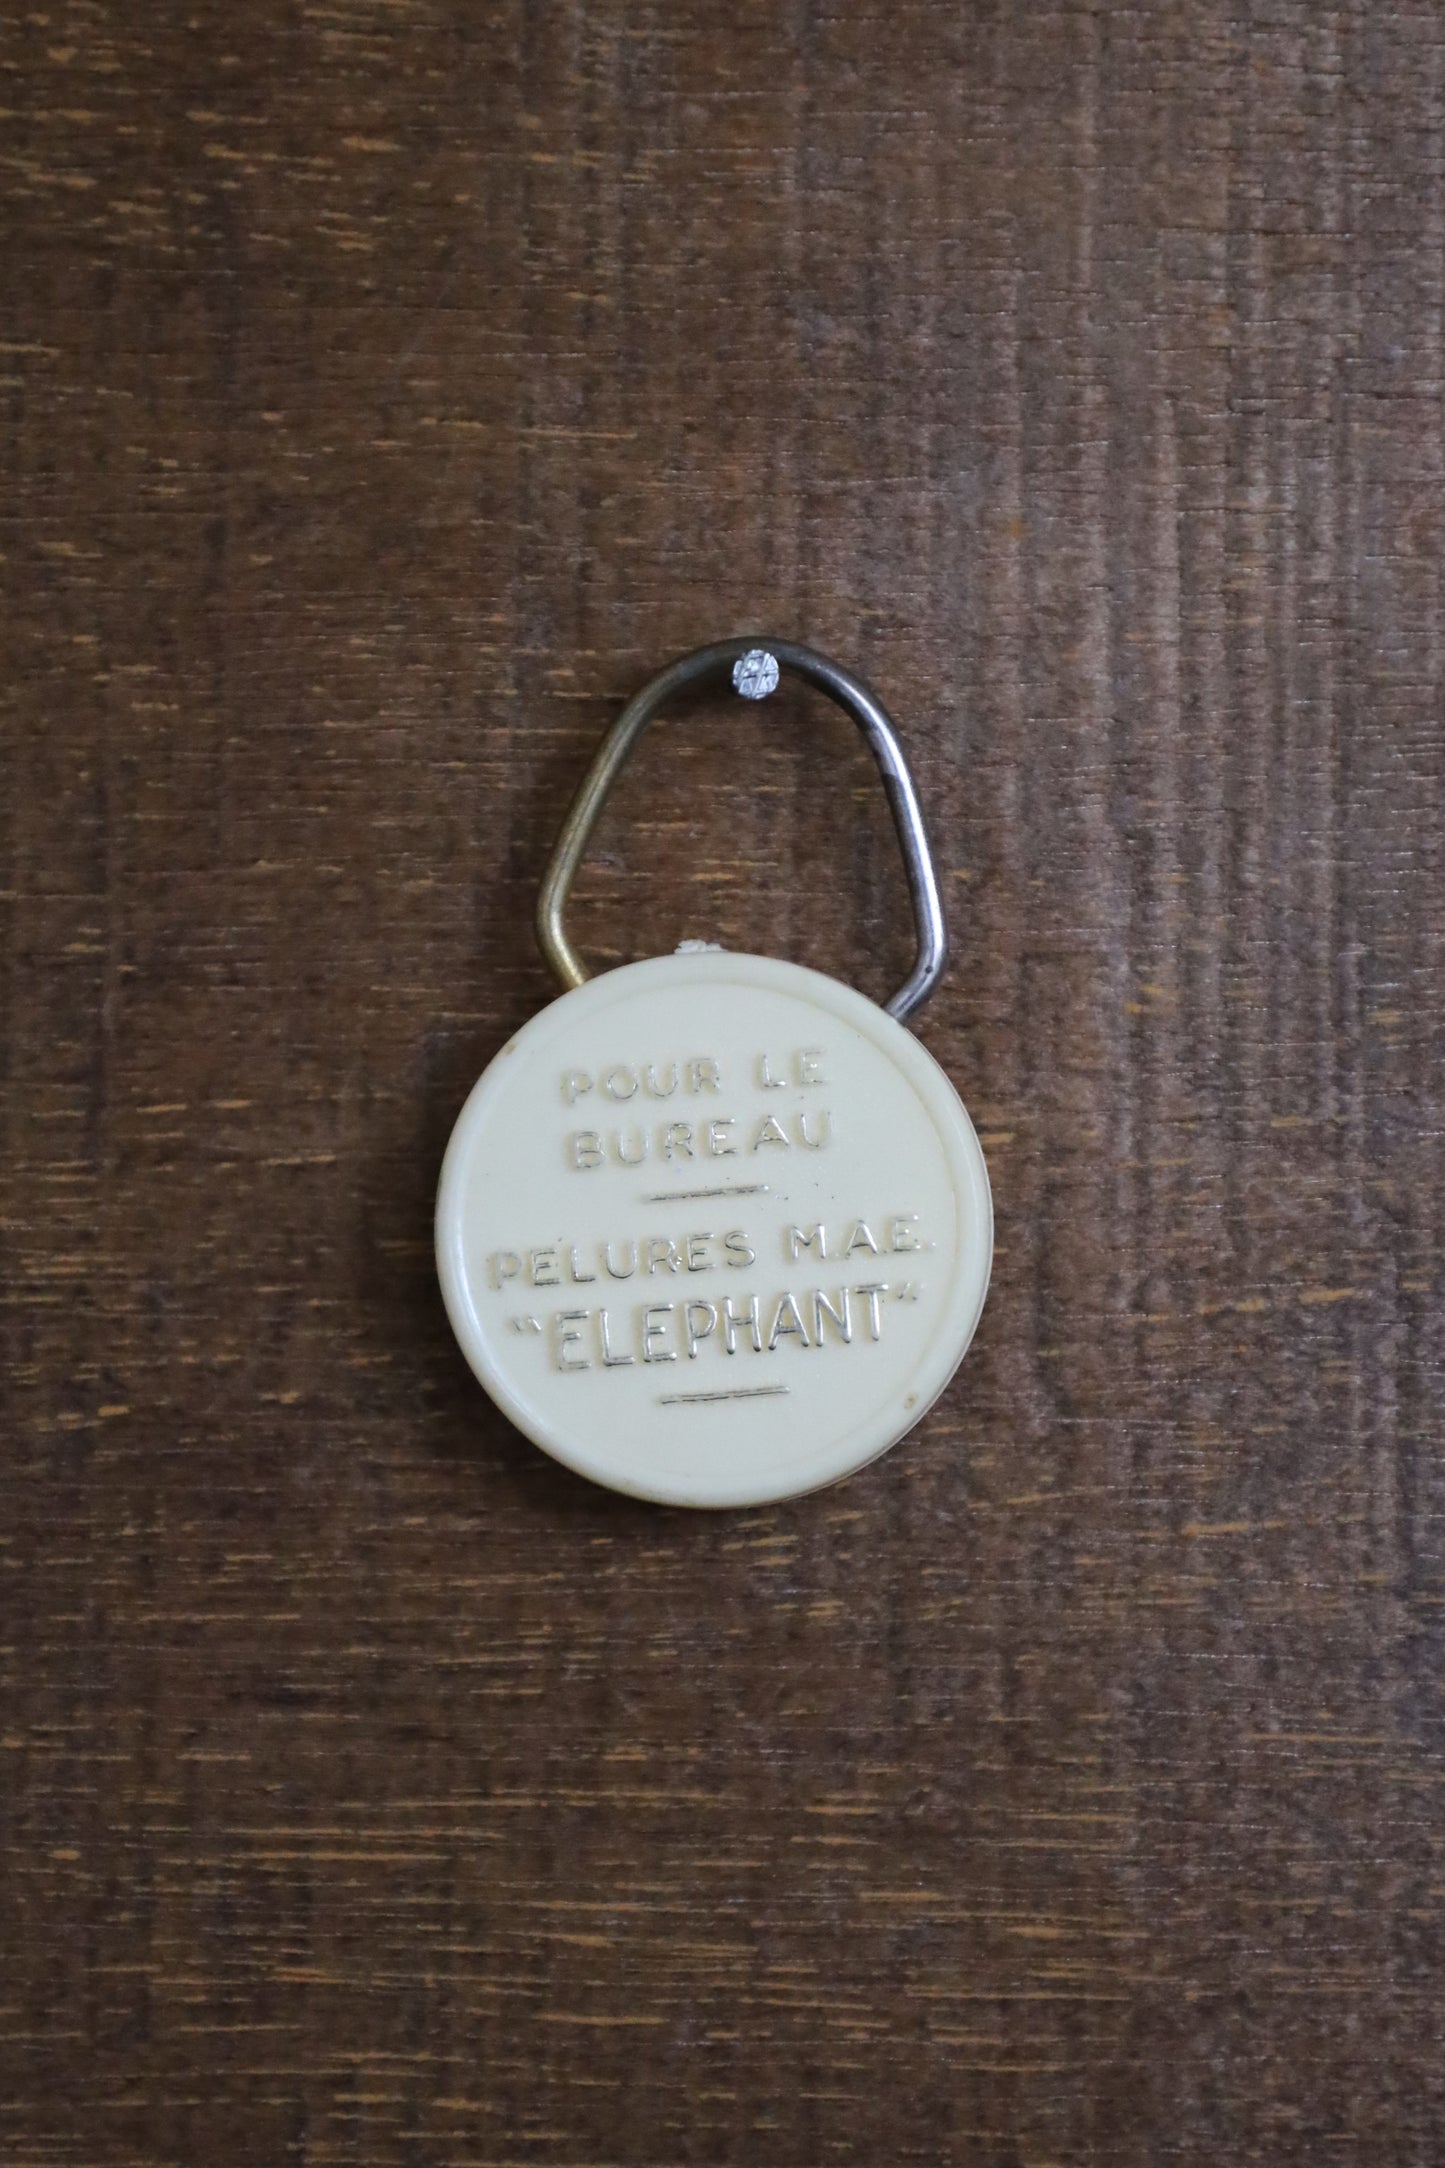 POUR LE
BUREAU
PELURES M.A.E.
"ELEPHANT"